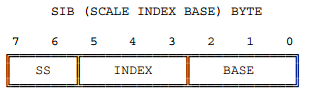 SIB (SCALE INDEX BASE) BYTE
7 6 5 4 3 2 1 0
SS INDEX BASE